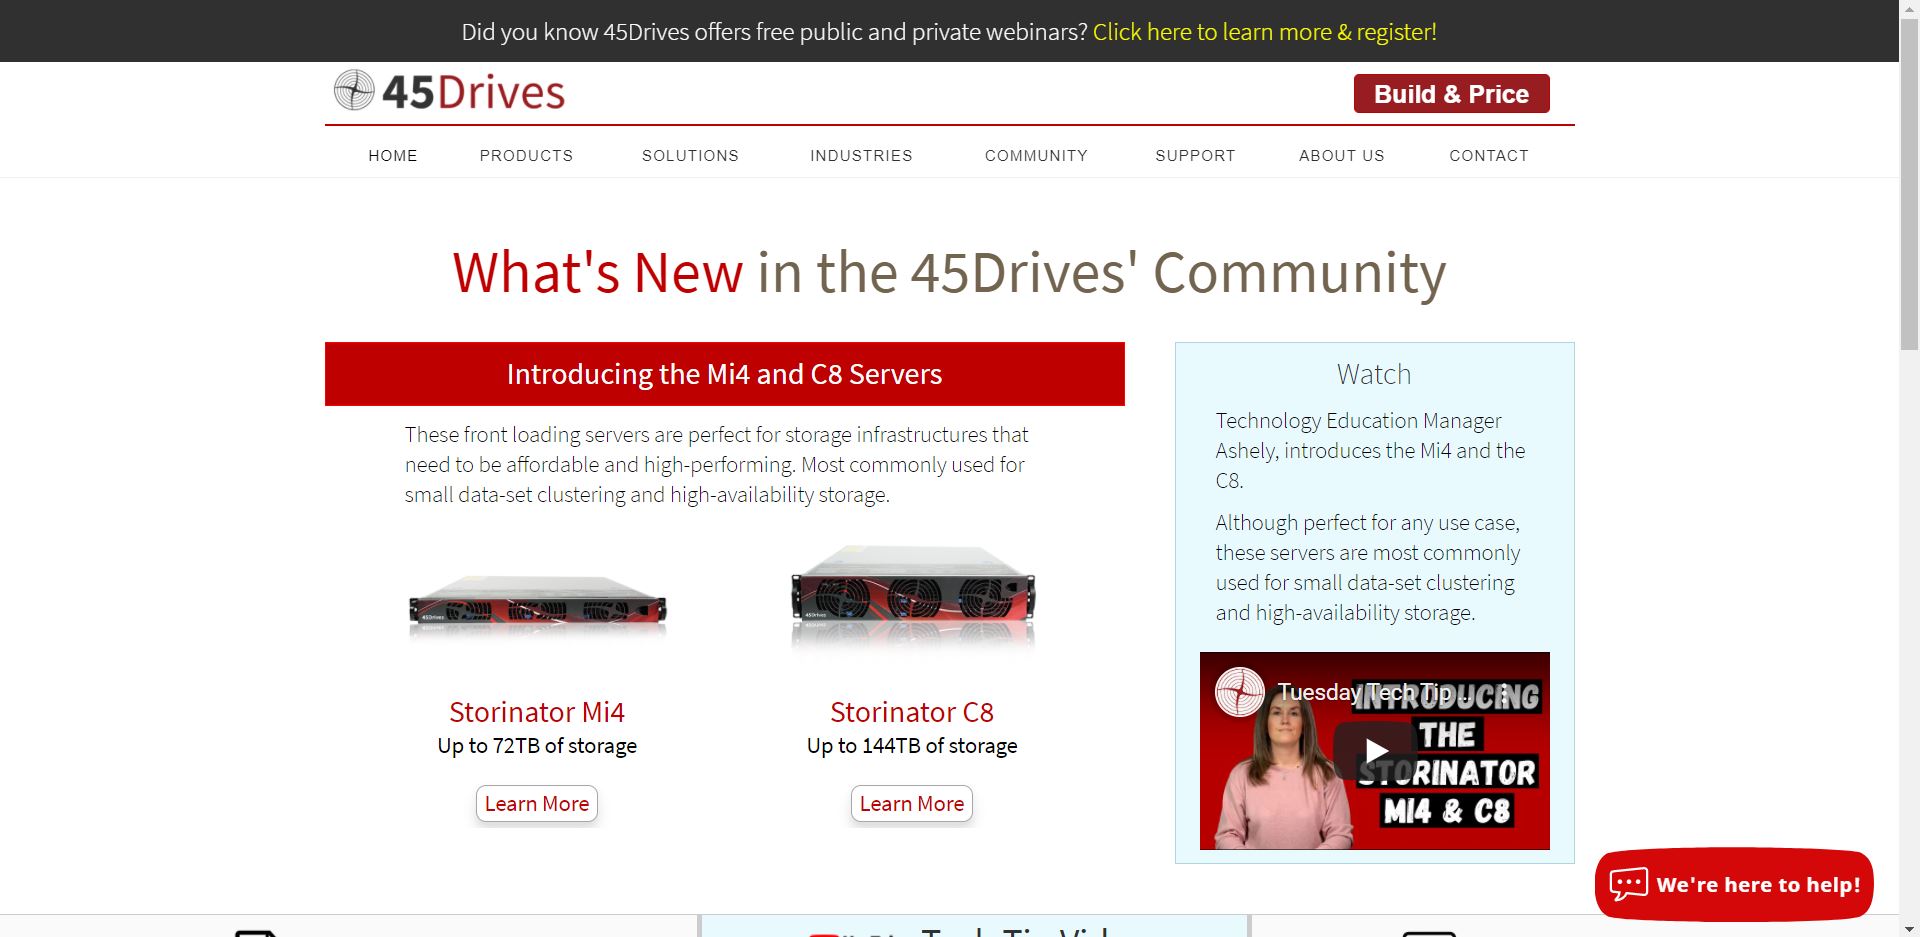 Did you know 45Drives offers free public and private webinars? Click here to learn more & register!
45Drives
Build & Price
HOME
PRODUCTS
SOLUTIONS
INDUSTRIES
COMMUNITY
SUPPORT
ABOUT US
CONTACT
What's New in the 45Drives' Community
Introducing the Mi4 and C8 Servers
These front loading servers are perfect for storage infrastructures that
need to be affordable and high-performing. Most commonly used for
small data-set clustering and high-availability storage.
45Drives
45Drives
Storinator Mi4
Up to 72TB of storage
Learn More
Storinator C8
Up to 144TB of storage
Learn More
Watch
Technology Education Manager
Ashely, introduces the Mi4 and the
C8.
Although perfect for any use case,
these servers are most commonly
used for small data-set clustering
and high-availability storage.
Tuesday Tech Tip ...
INTRODUCING
THE
STORINATOR
MI4 & C8
We're here to help!